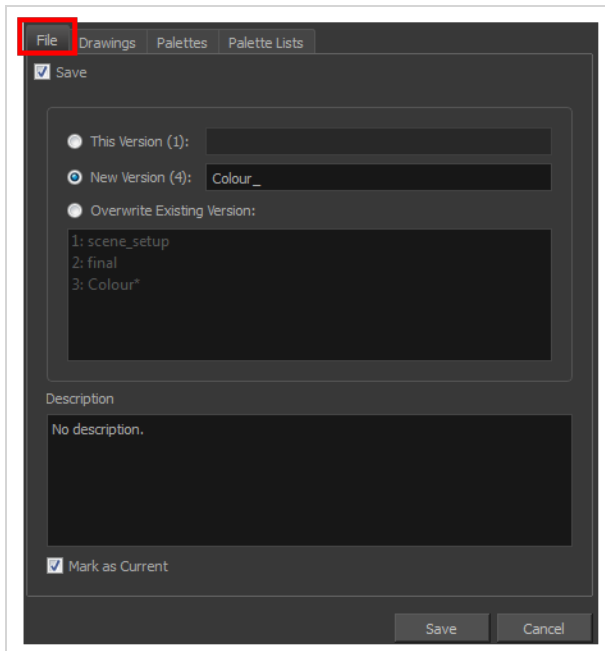 File Drawings Palettes Palette Lists
Save
This Version (1):
New Version (4): Colour_
Overwrite Existing Version:
1: scene_setup
2: final
3: Colour*
Description
No description.
Mark as Current
Save Cancel